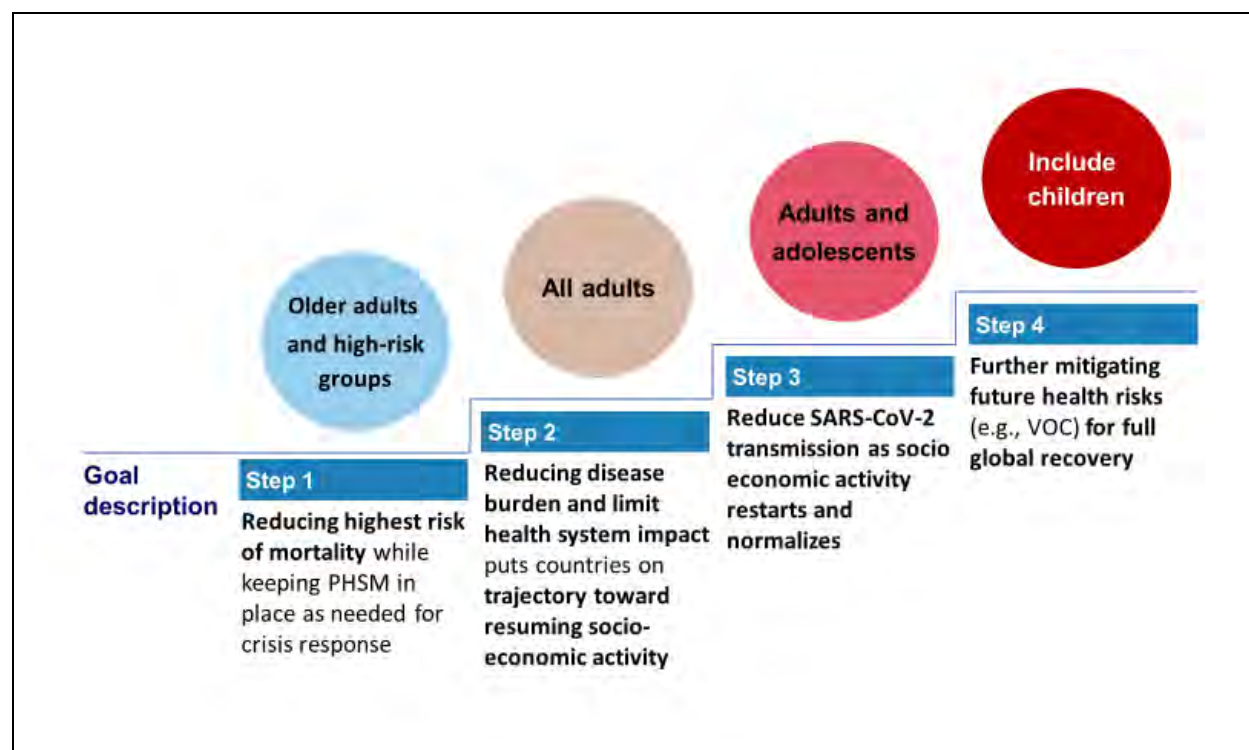 Older adults
and high-risk
groups
All adults
Adults and
adolescents
Include
children
Goal
description
Step 1
Reducing highest risk
of mortality while
keeping PHSM in
place as needed for
crisis response
Step 2
Reducing disease
burden and limit
health system impact
puts countries on
trajectory toward
resuming socio-
economic activity
Step 3
Reduce SARS-CoV-2
transmission as socio
economic activity
restarts and
normalizes
Step 4
Further mitigating
future health risks
(e.g., VOC) for full
global recovery